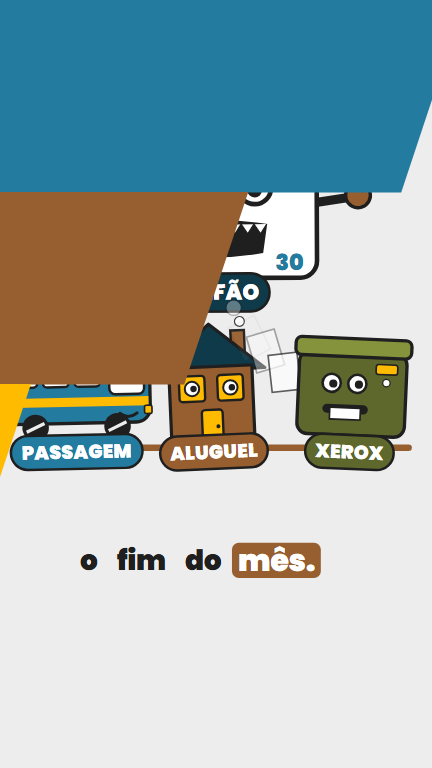 30
FÃO
PASSAGEM
ALUGUEL
XEROX
o fim do mês.